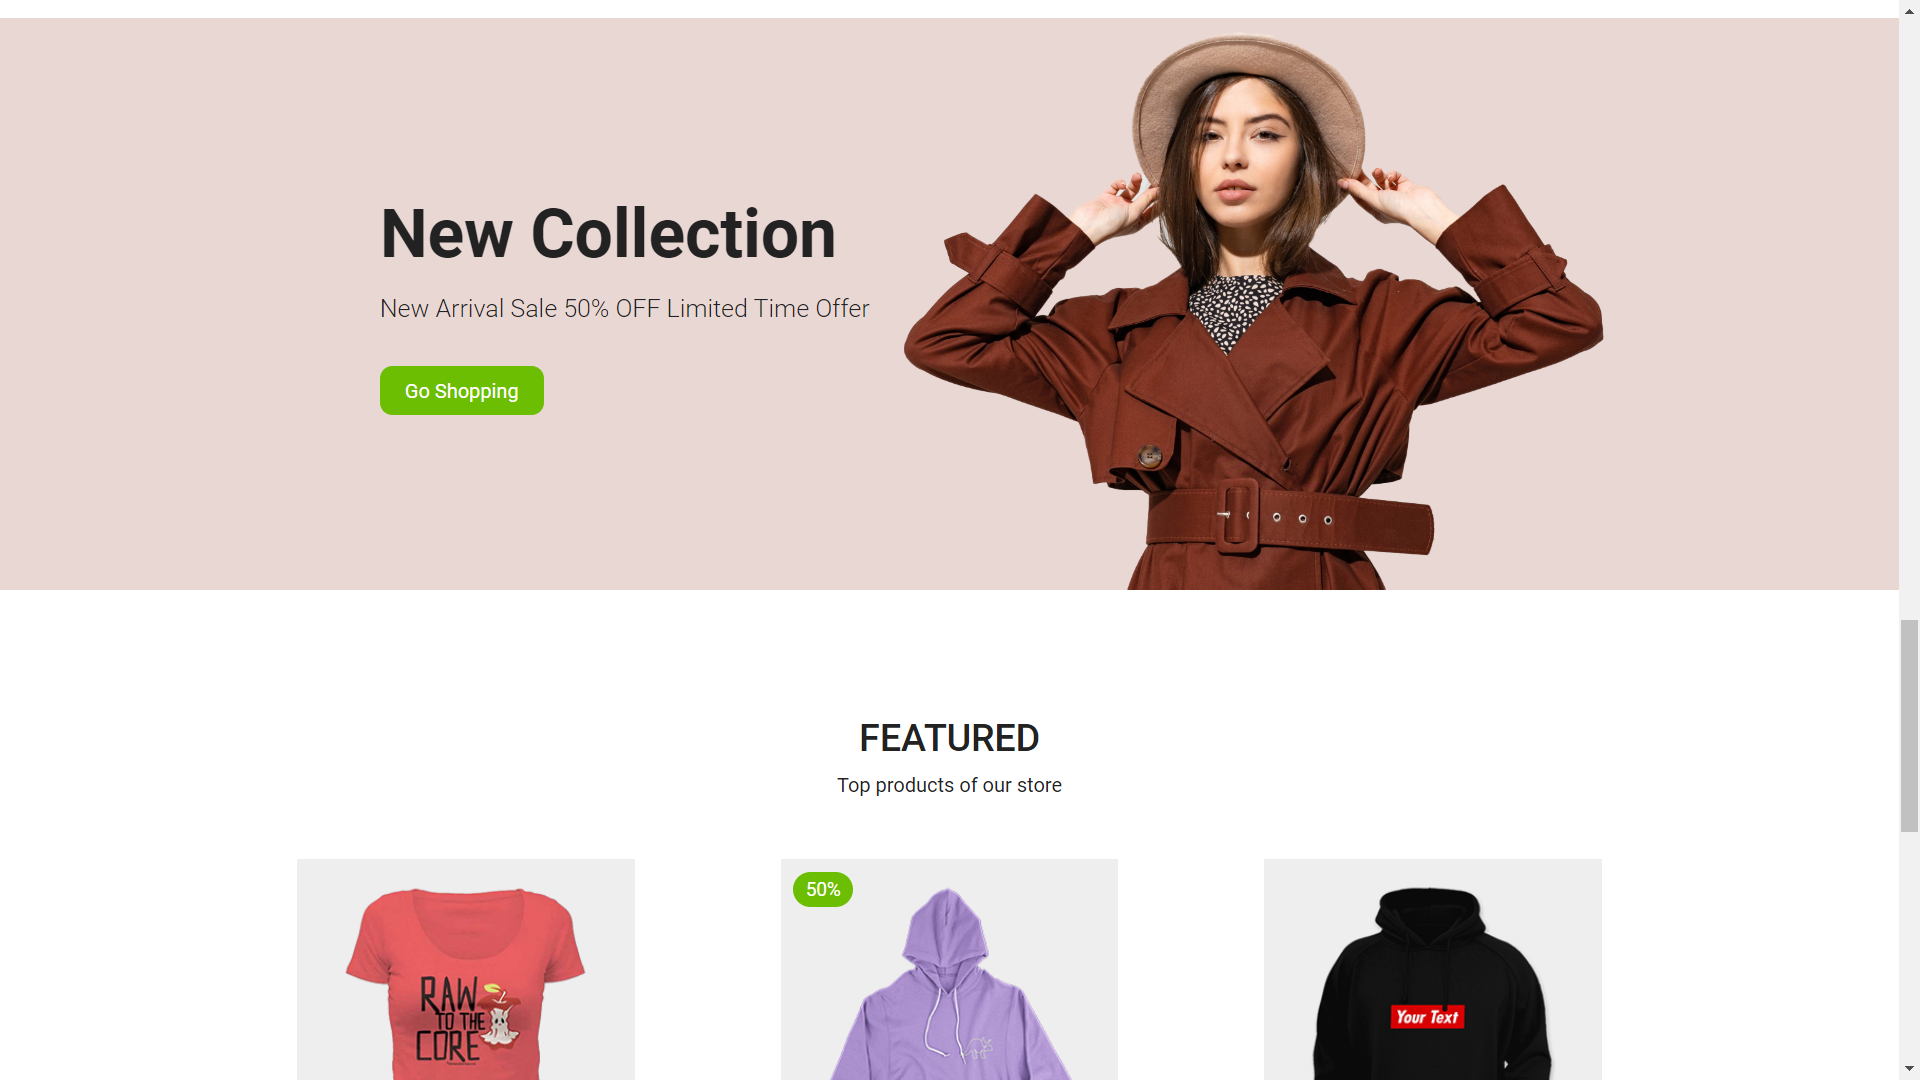 New Collection
New Arrival Sale 50% OFF Limited Time Offer
Go Shopping
FEATURED
Top products of our store
50%
RAW
TO THE
CORE
Your Text